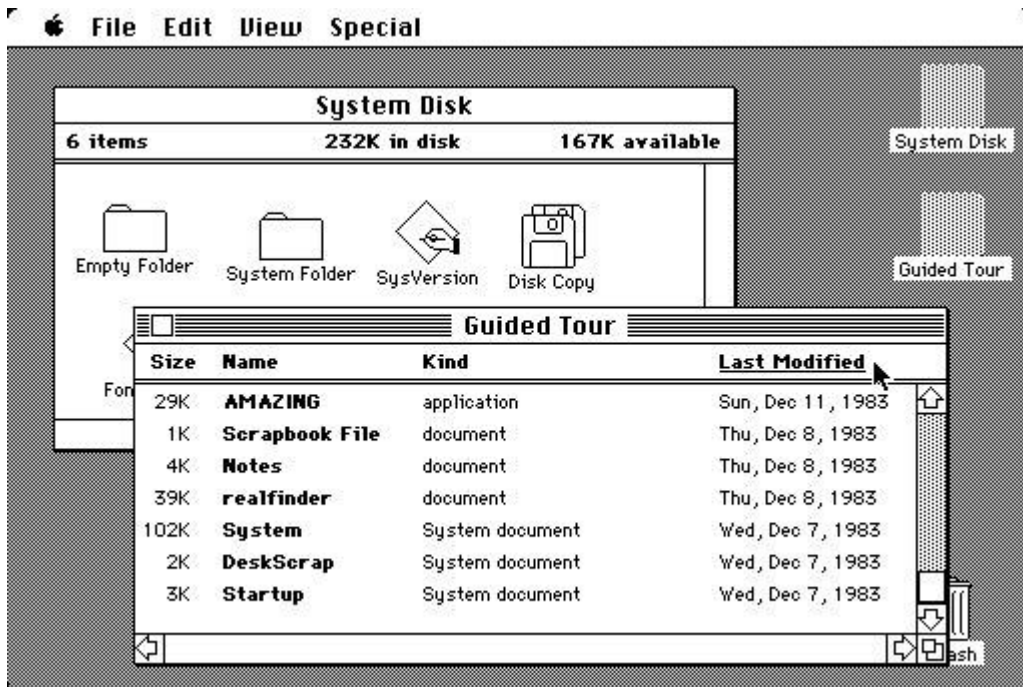 File Edit View Special
System Disk
6 items 232K in disk 167K available
Empty Folder System Folder SysVersion Disk Copy
Fon
System Disk
Guided Tour
Guided Tour
Size Name Kind Last Modified
29K AMAZING application Sun, Dec 11, 1983
1K Scrapbook File document Thu, Dec 8, 1983
4K Notes document Thu, Dec 8, 1983
39K realfinder document Thu, Dec 8, 1983
102K System System document Wed, Dec 7, 1983
2K DeskScrap System document Wed, Dec 7, 1983
3K Startup System document Wed, Dec 7, 1983
ash